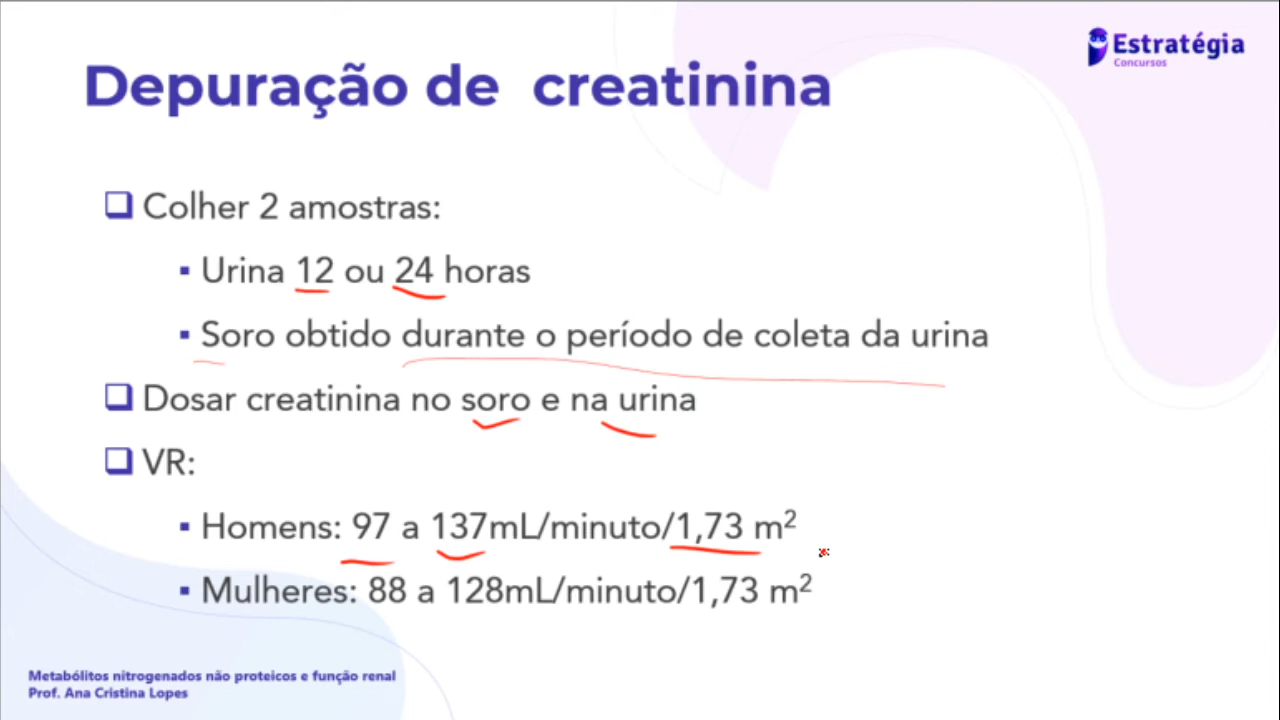 Estratégia
Concursos
Depuração de creatinina
Colher 2 amostras:
Urina 12 ou 24 horas
Soro obtido durante o período de coleta da urina
Dosar creatinina no soro e na urina
VR:
Homens: 97 a 137mL/minuto/1,73 m²
Mulheres: 88 a 128mL/minuto/1,73 m²
Metabólitos nitrogenados não proteicos e função renal
Prof. Ana Cristina Lopes